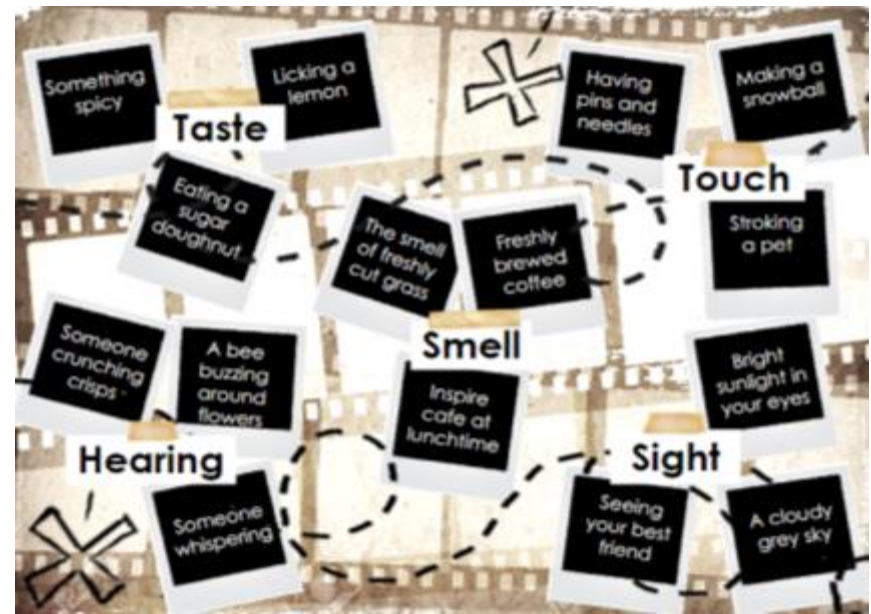 Something
spicy
Licking a
lemon
Taste
Eating a
sugar
doughnut
Having
pins and
needles
Making a
snowball
Touch
Stroking
a pet
The smell
of freshly
cut grass
Freshly
brewed
coffee
Smell
Inspire
cafe at
lunchtime
Someone
crunching
crisps
A bee
buzzing
around
flowers
Hearing
Someone
whispering
Bright
sunlight in
your eyes
Sight
Seeing
your best
friend
A cloudy
grey sky